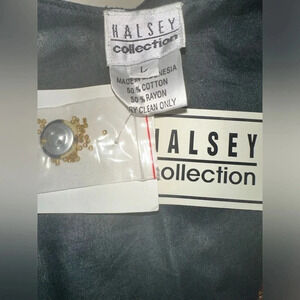 HALSEY
collection
L
MADE IN INDONESIA
50 % COTTON
50 % RAYON
DRY CLEAN ONLY
HALSEY
collection